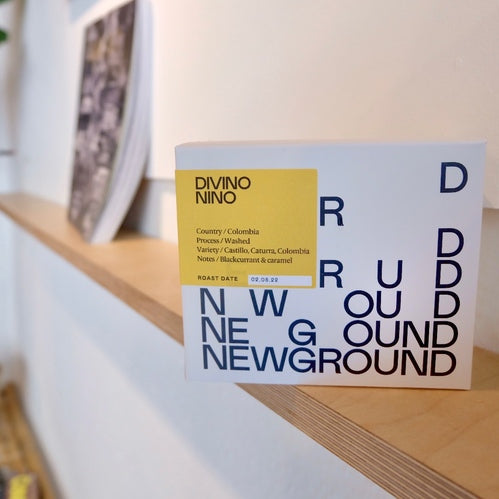 DIVINO
NINO
Country / Colombia
Process / Washed
Variety / Castillo, Caturra, Colombia
Notes / Blackcurrant & caramel
ROAST DATE 02.08.22
D
R
D
R U D
N W OU D
NE G OUND
NEWGROUND